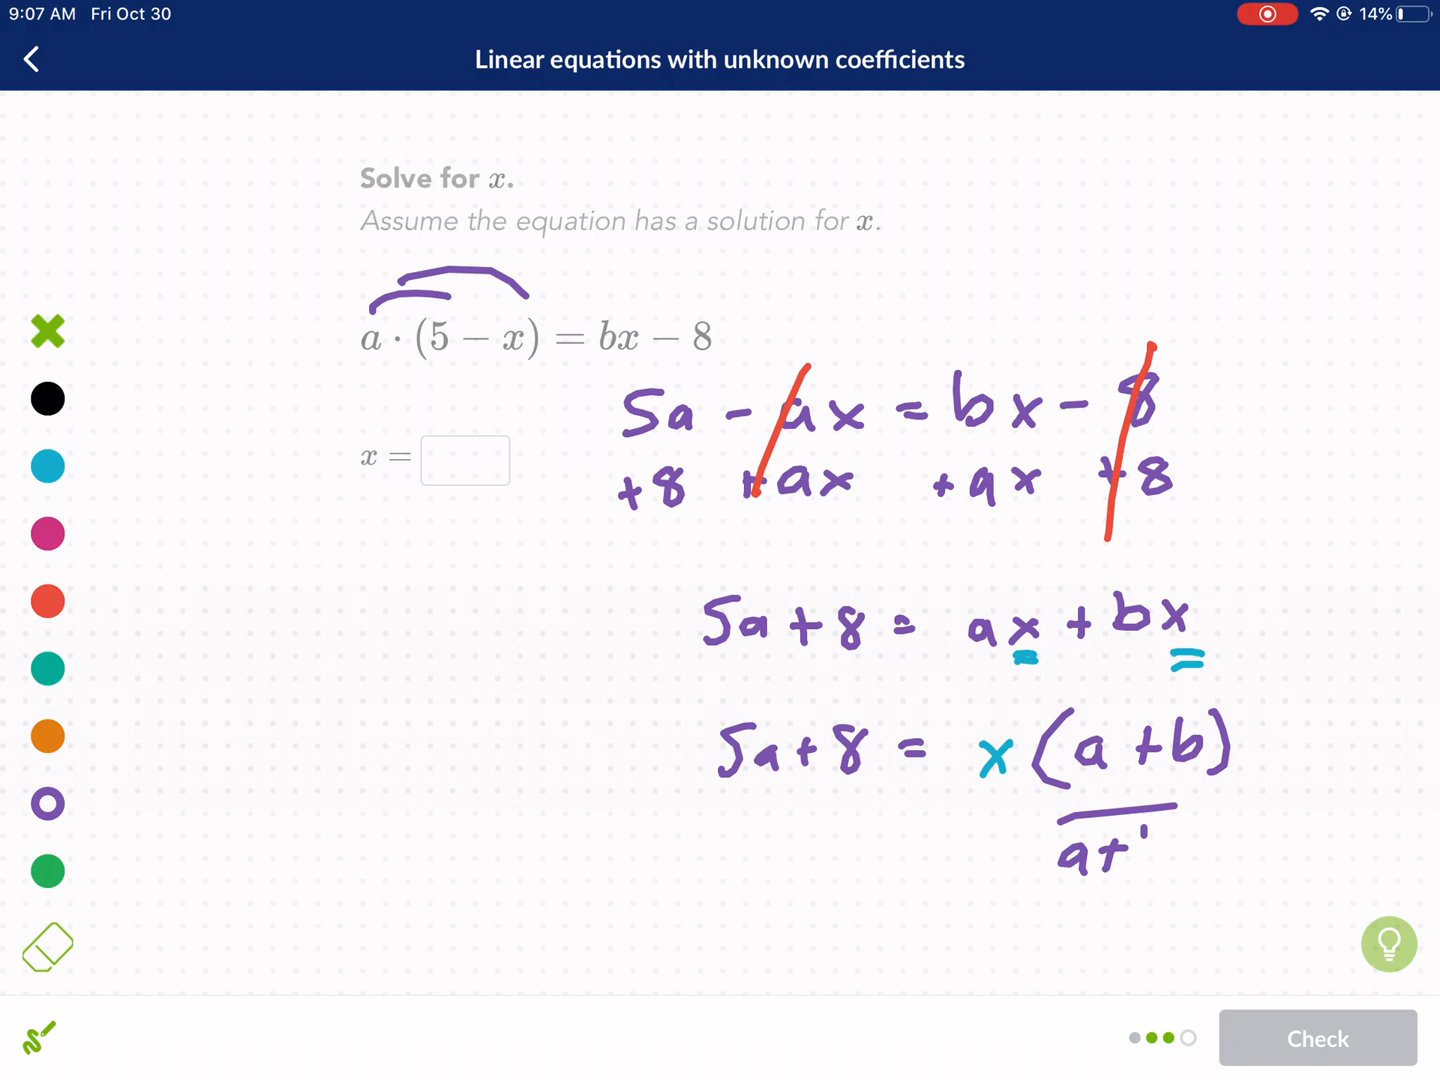 9:07 AM Fri Oct 30 14%
Linear equations with unknown coefficients
Solve for x.
Assume the equation has a solution for x.
a · (5 − x) = bx − 8
5a - ax = bx - 8
x =
+8 +ax +ax +8
5a + 8 = ax + bx
5a + 8 = x (a + b)
a +
Check